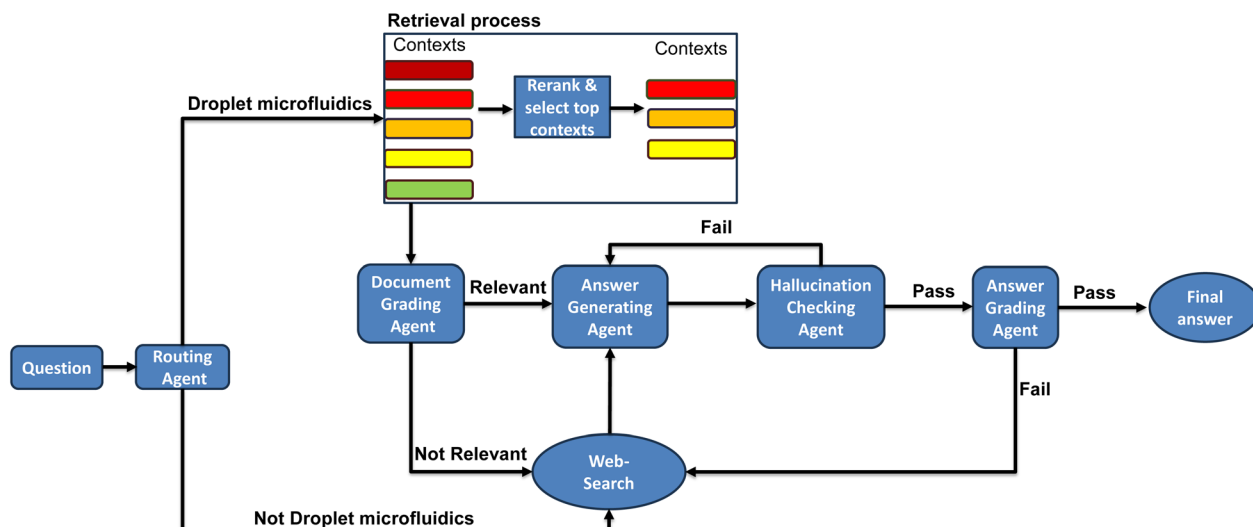 Retrieval process
Contexts
Contexts
Rerank &
select top
contexts
Droplet microfluidics
Fail
Document
Grading
Agent
Relevant
Answer
Generating
Agent
Hallucination
Checking
Agent
Pass
Answer
Grading
Agent
Pass
Final
answer
Question
Routing
Agent
Fail
Not Relevant
Web-
Search
Not Droplet microfluidics